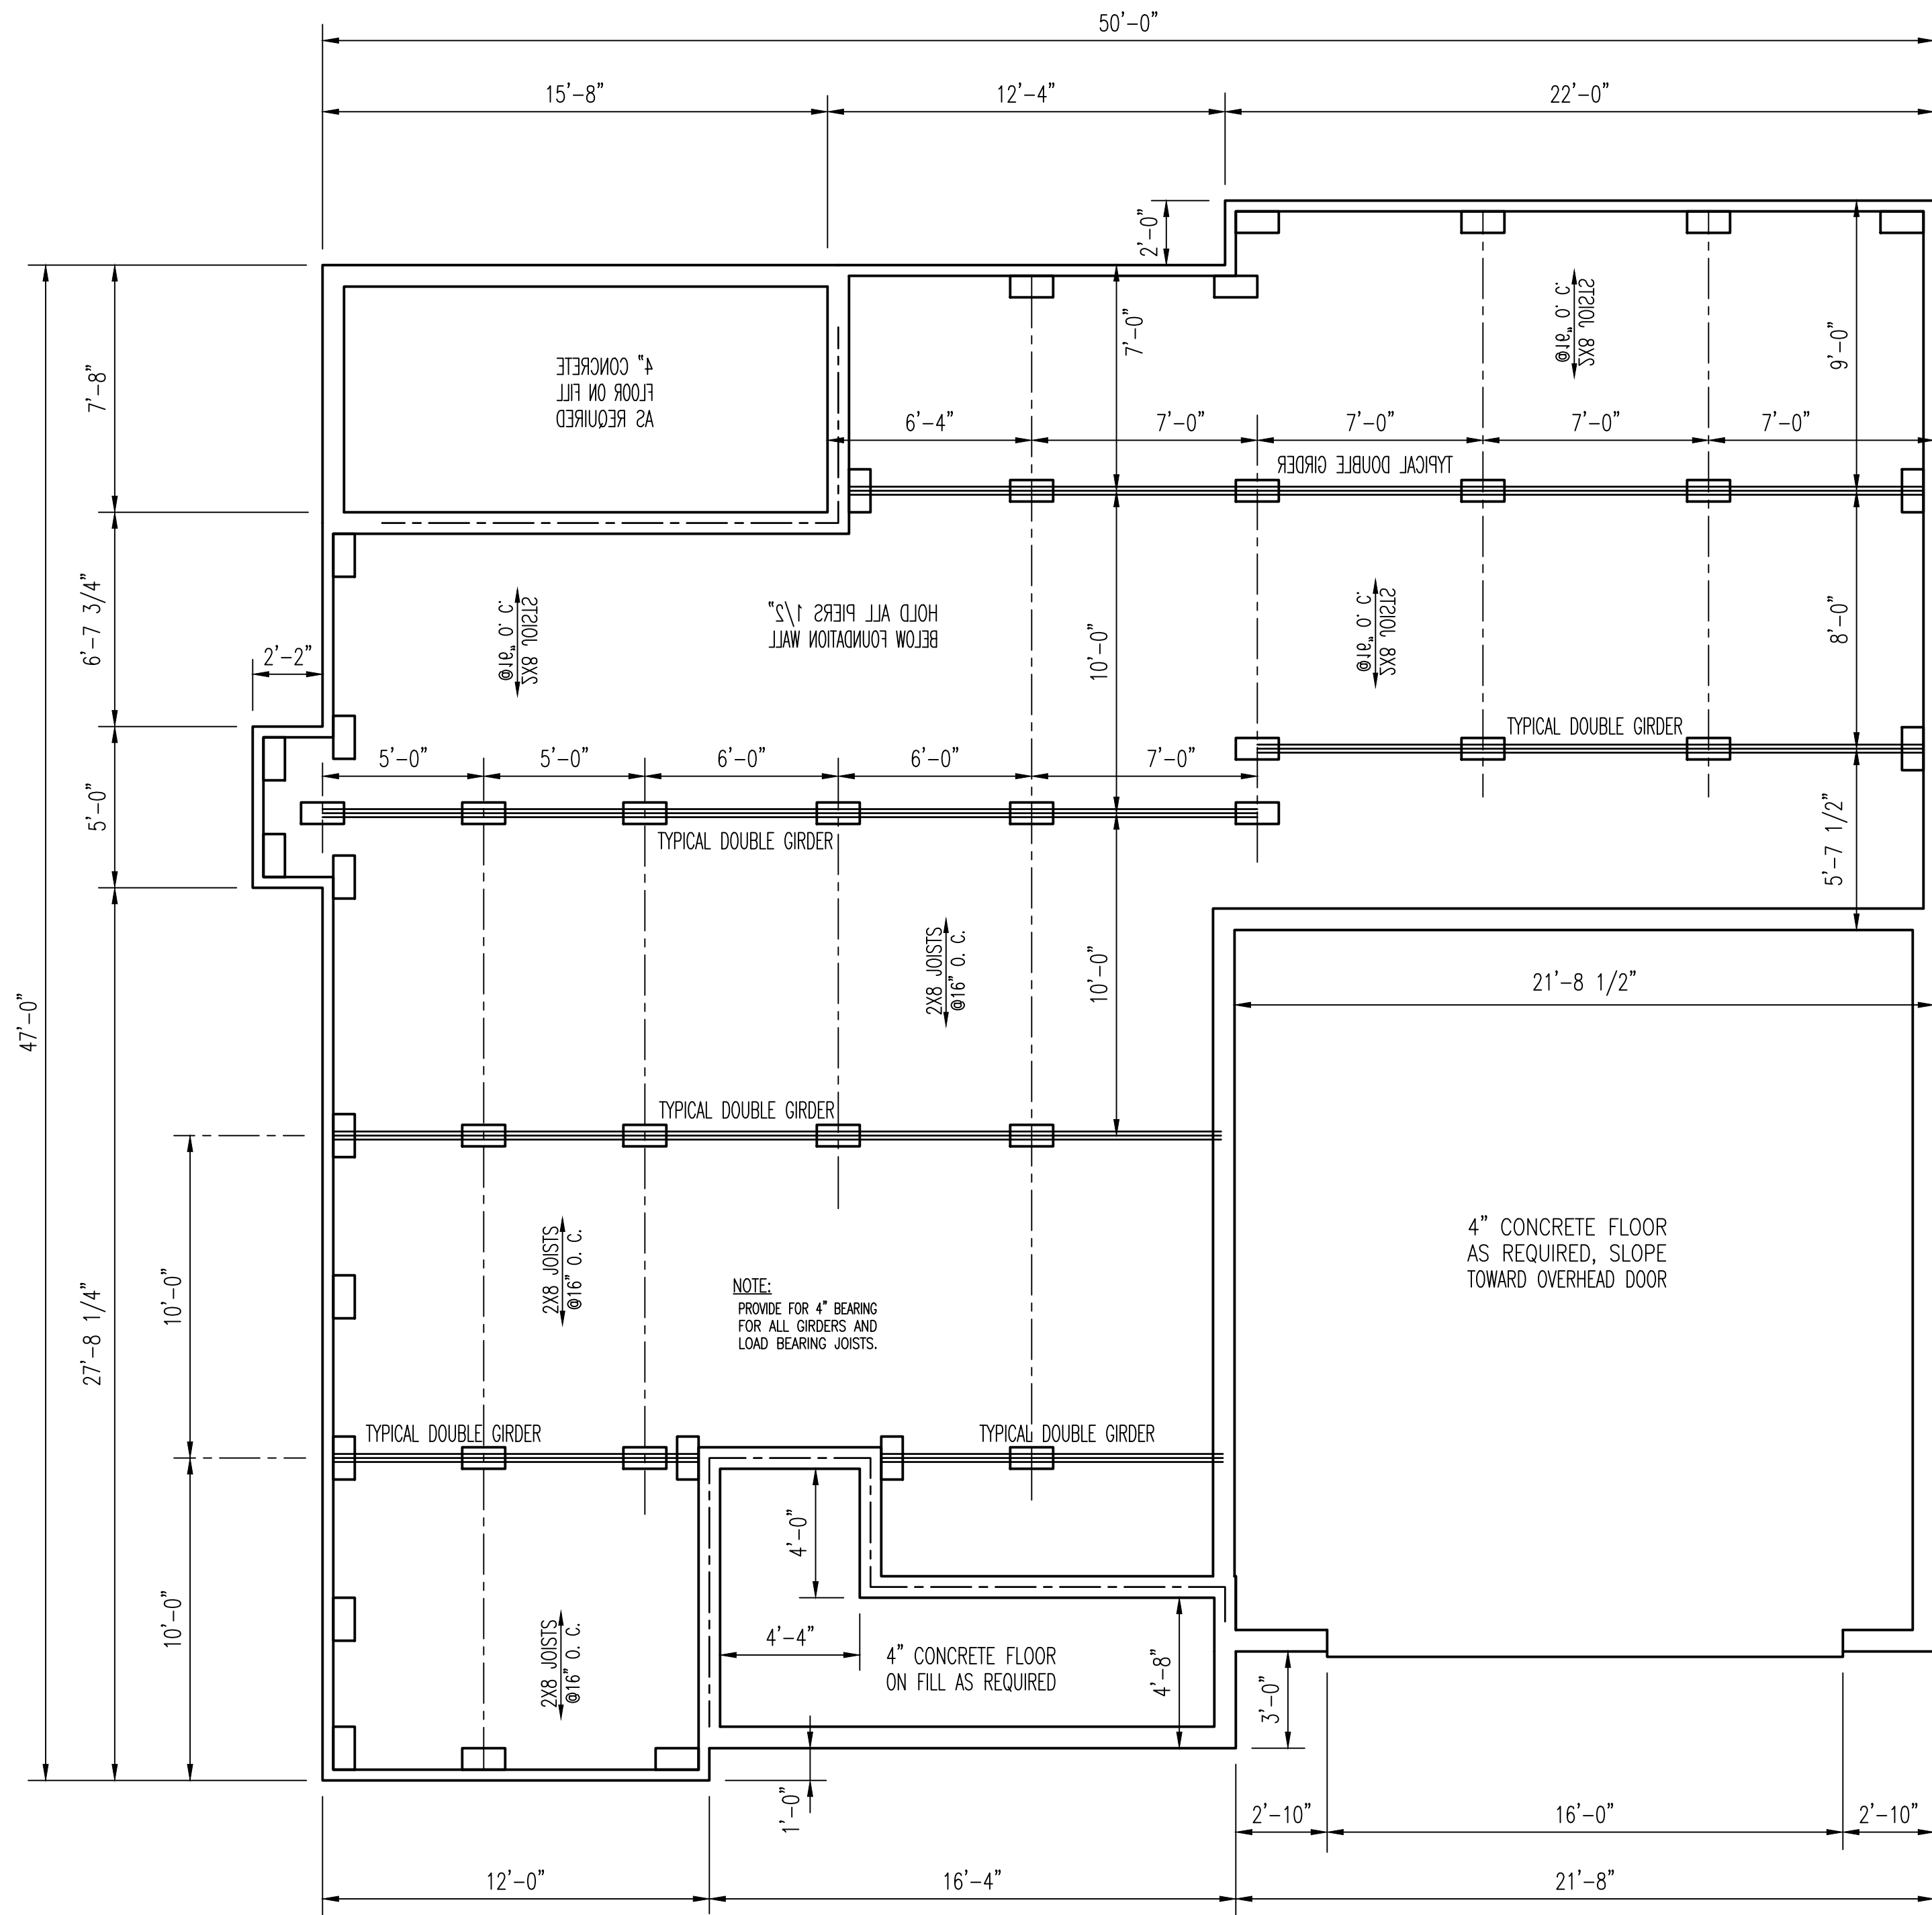 50'-0"
15'-8"
12'-4"
22'-0"
2'-0"
7'-8"
4" CONCRETE
FLOOR ON FILL
AS REQUIRED
7'-0"
2X8 JOISTS
@16" O. C.
9'-0"
6'-4"
7'-0"
7'-0"
7'-0"
7'-0"
TYPICAL DOUBLE GIRDER
6'-7 3/4"
2X8 JOISTS
@16" O. C.
HOLD ALL PIERS 1/2"
BELOW FOUNDATION WALL
10'-0"
2X8 JOISTS
@16" O. C.
8'-0"
2'-2"
TYPICAL DOUBLE GIRDER
5'-0"
5'-0"
6'-0"
6'-0"
7'-0"
5'-0"
TYPICAL DOUBLE GIRDER
5'-7 1/2"
2X8 JOISTS
@16" O. C.
10'-0"
21'-8 1/2"
47'-0"
TYPICAL DOUBLE GIRDER
27'-8 1/4"
10'-0"
2X8 JOISTS
@16" O. C.
NOTE:
PROVIDE FOR 4" BEARING
FOR ALL GIRDERS AND
LOAD BEARING JOISTS.
4" CONCRETE FLOOR
AS REQUIRED, SLOPE
TOWARD OVERHEAD DOOR
TYPICAL DOUBLE GIRDER
TYPICAL DOUBLE GIRDER
4'-0"
10'-0"
2X8 JOISTS
@16" O. C.
4'-4"
4" CONCRETE FLOOR
ON FILL AS REQUIRED
4'-8"
3'-0"
1'-0"
2'-10"
16'-0"
2'-10"
12'-0"
16'-4"
21'-8"